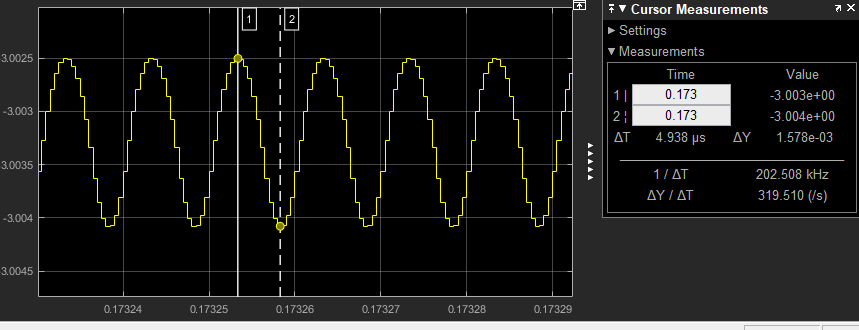 1
2
-3.0025
-3.003
-3.0035
-3.004
-3.0045
0.17324
0.17325
0.17326
0.17327
0.17328
0.17329
Cursor Measurements
Settings
Measurements
Time Value
1 0.173 -3.003e+00
2 0.173 -3.004e+00
ΔT 4.938 µs ΔY 1.578e-03
1 / ΔT 202.508 kHz
ΔY / ΔT 319.510 (/s)